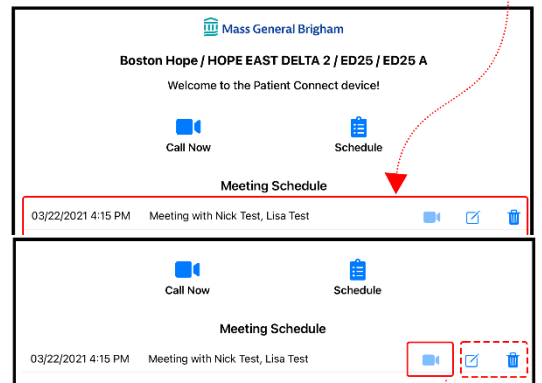 Mass General Brigham
Boston Hope / HOPE EAST DELTA 2 / ED25 / ED25 A
Welcome to the Patient Connect device!
Call Now Schedule
Meeting Schedule
03/22/2021 4:15 PM Meeting with Nick Test, Lisa Test
Call Now Schedule
Meeting Schedule
03/22/2021 4:15 PM Meeting with Nick Test, Lisa Test